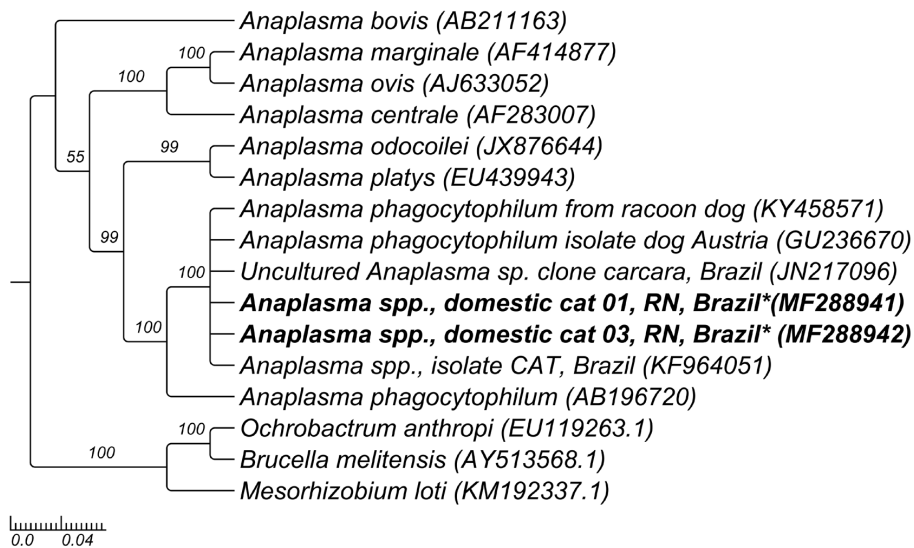 Anaplasma bovis (AB211163)
100 Anaplasma marginale (AF414877)
100 Anaplasma ovis (AJ633052)
Anaplasma centrale (AF283007)
99 Anaplasma odocoilei (JX876644)
55 Anaplasma platys (EU439943)
Anaplasma phagocytophilum from racoon dog (KY458571)
99 Anaplasma phagocytophilum isolate dog Austria (GU236670)
100 Uncultured Anaplasma sp. clone carcara, Brazil (JN217096)
Anaplasma spp., domestic cat 01, RN, Brazil*(MF288941)
100 Anaplasma spp., domestic cat 03, RN, Brazil* (MF288942)
Anaplasma spp., isolate CAT, Brazil (KF964051)
Anaplasma phagocytophilum (AB196720)
100 Ochrobactrum anthropi (EU119263.1)
100 Brucella melitensis (AY513568.1)
Mesorhizobium loti (KM192337.1)
0.0 0.04